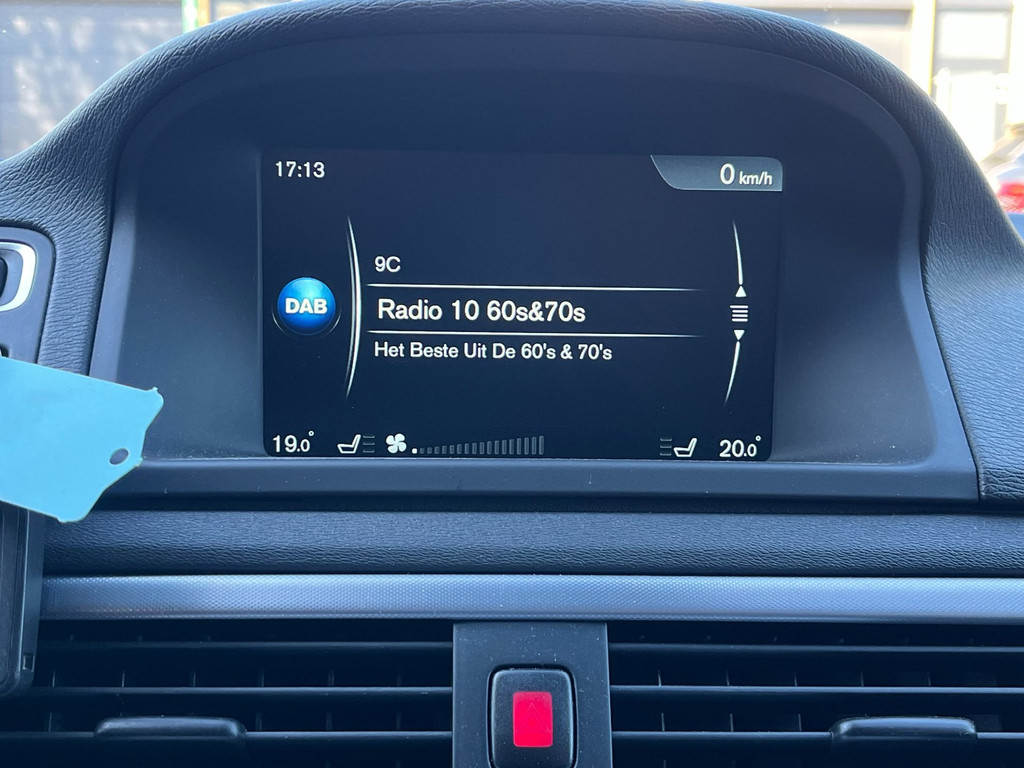 17:13
0 km/h
9C
DAB
Radio 10 60s&70s
Het Beste Uit De 60's & 70's
19.0°
20.0°